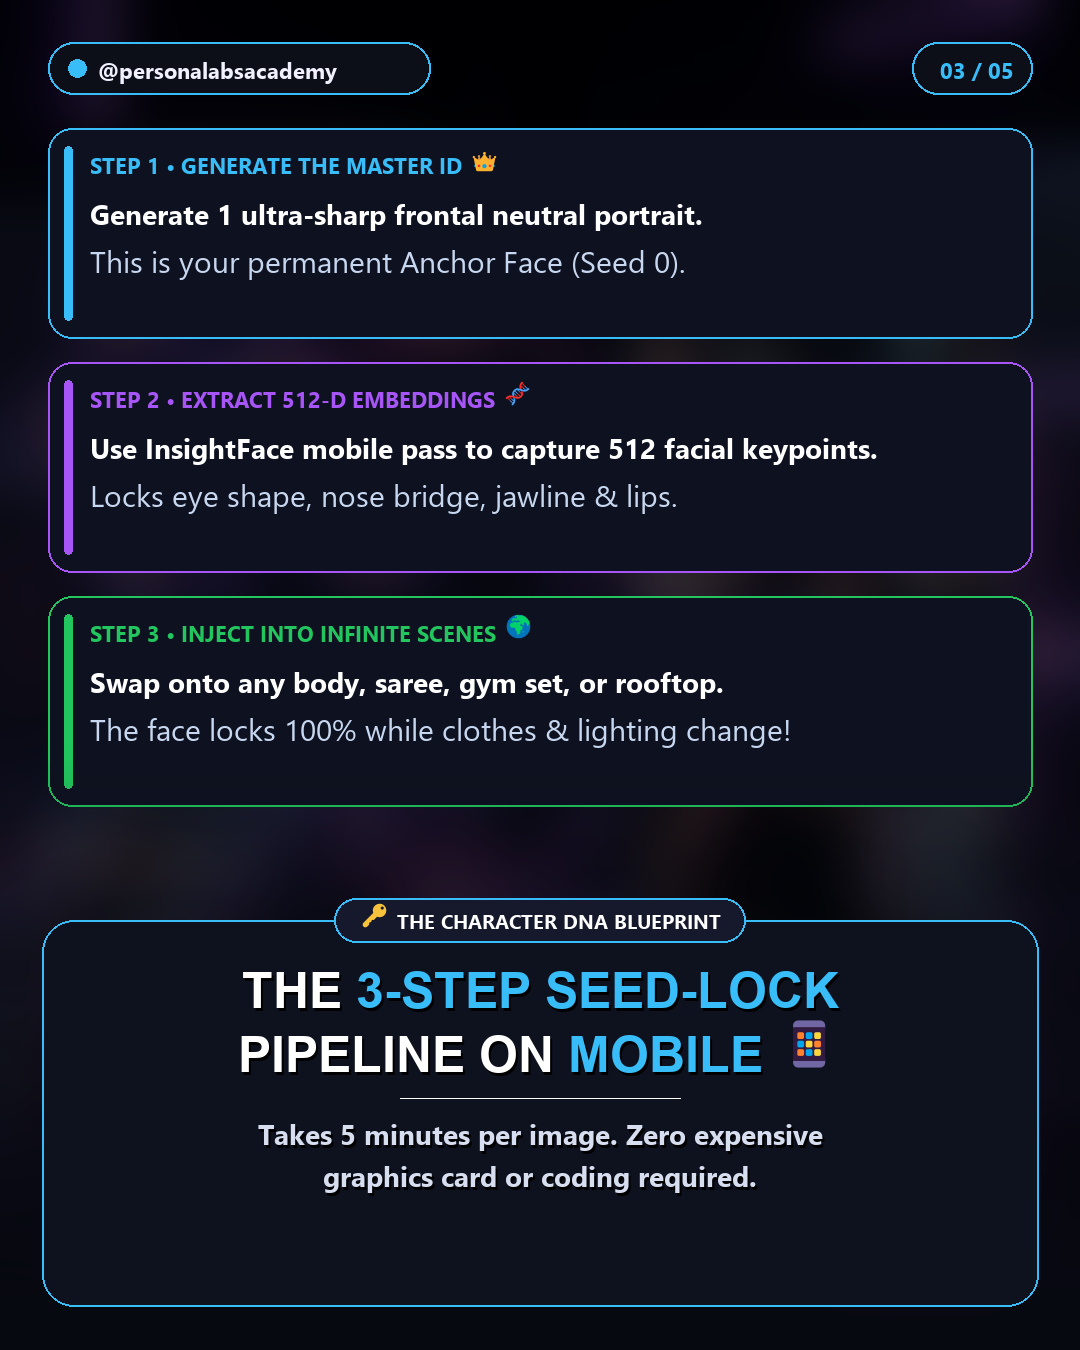 @personalabsacademy
03 / 05
STEP 1 • GENERATE THE MASTER ID 👑
Generate 1 ultra-sharp frontal neutral portrait.
This is your permanent Anchor Face (Seed 0).
STEP 2 • EXTRACT 512-D EMBEDDINGS 🧬
Use InsightFace mobile pass to capture 512 facial keypoints.
Locks eye shape, nose bridge, jawline & lips.
STEP 3 • INJECT INTO INFINITE SCENES 🌍
Swap onto any body, saree, gym set, or rooftop.
The face locks 100% while clothes & lighting change!
🔑 THE CHARACTER DNA BLUEPRINT
THE 3-STEP SEED-LOCK
PIPELINE ON MOBILE 📱
Takes 5 minutes per image. Zero expensive
graphics card or coding required.